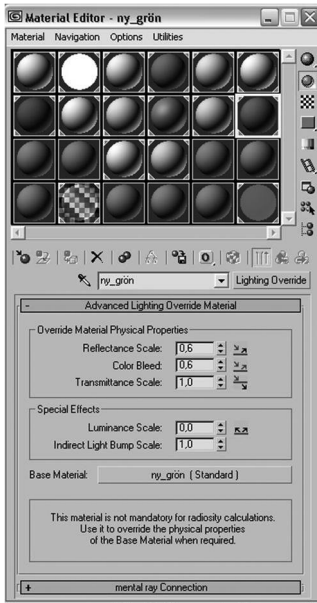 Material Editor - ny_grön
Material Navigation Options Utilities
ny_grön Lighting Override
- Advanced Lighting Override Material
Override Material Physical Properties
Reflectance Scale: 0,6
Color Bleed: 0,6
Transmittance Scale: 1,0
Special Effects
Luminance Scale: 0,0
Indirect Light Bump Scale: 1,0
Base Material: ny_grön ( Standard )
This material is not mandatory for radiosity calculations.
Use it to override the physical properties
of the Base Material when required.
+ mental ray Connection